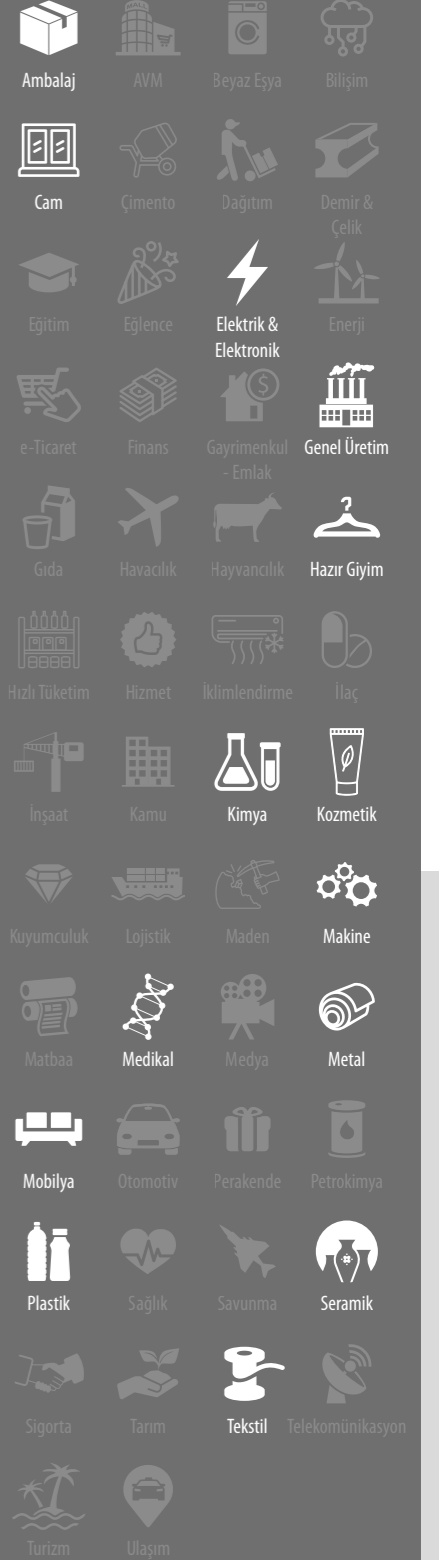 Ambalaj AVM Beyaz Eşya Bilişim
Cam Çimento Dağıtım Demir &
Çelik
Eğitim Eğlence Elektrik & Enerji
Elektronik
e-Ticaret Finans Gayrimenkul Genel Üretim
- Emlak
Gıda Havacılık Hayvancılık Hazır Giyim
Hızlı Tüketim Hizmet İklimlendirme İlaç
İnşaat Kamu Kimya Kozmetik
Kuyumculuk Lojistik Maden Makine
Matbaa Medikal Medya Metal
Mobilya Otomotiv Perakende Petrokimya
Plastik Sağlık Savunma Seramik
Sigorta Tarım Tekstil Telekomünikasyon
Turizm Ulaşım